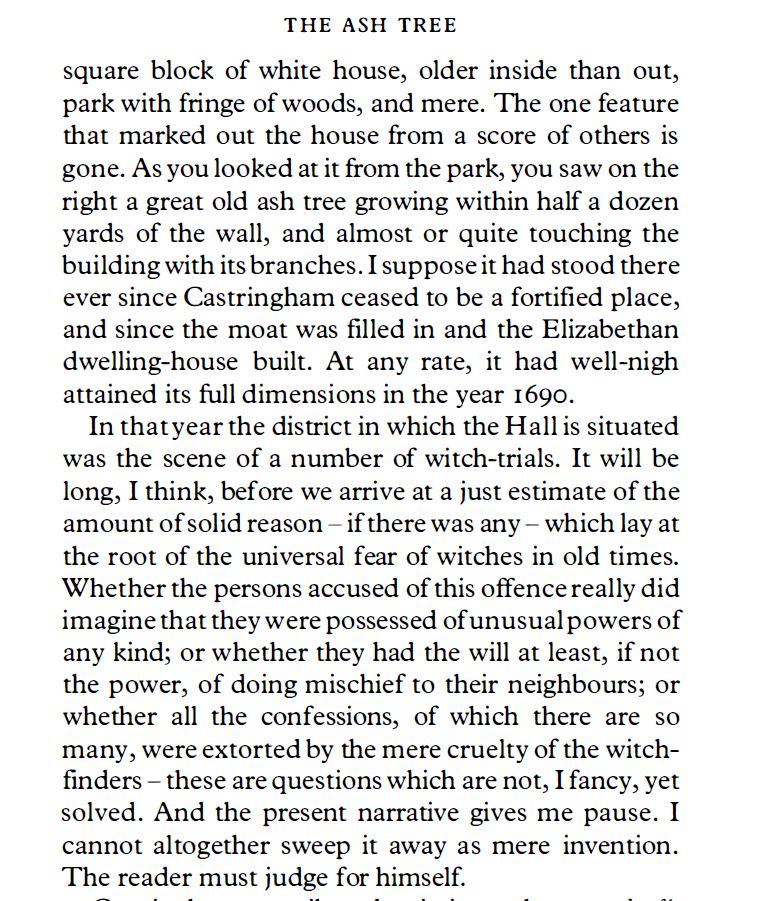 THE ASH TREE
square block of white house, older inside than out,
park with fringe of woods, and mere. The one feature
that marked out the house from a score of others is
gone. As you looked at it from the park, you saw on the
right a great old ash tree growing within half a dozen
yards of the wall, and almost or quite touching the
building with its branches. I suppose it had stood there
ever since Castringham ceased to be a fortified place,
and since the moat was filled in and the Elizabethan
dwelling-house built. At any rate, it had well-nigh
attained its full dimensions in the year 1690.
In that year the district in which the Hall is situated
was the scene of a number of witch-trials. It will be
long, I think, before we arrive at a just estimate of the
amount of solid reason – if there was any – which lay at
the root of the universal fear of witches in old times.
Whether the persons accused of this offence really did
imagine that they were possessed of unusual powers of
any kind; or whether they had the will at least, if not
the power, of doing mischief to their neighbours; or
whether all the confessions, of which there are so
many, were extorted by the mere cruelty of the witch-
finders – these are questions which are not, I fancy, yet
solved. And the present narrative gives me pause. I
cannot altogether sweep it away as mere invention.
The reader must judge for himself.